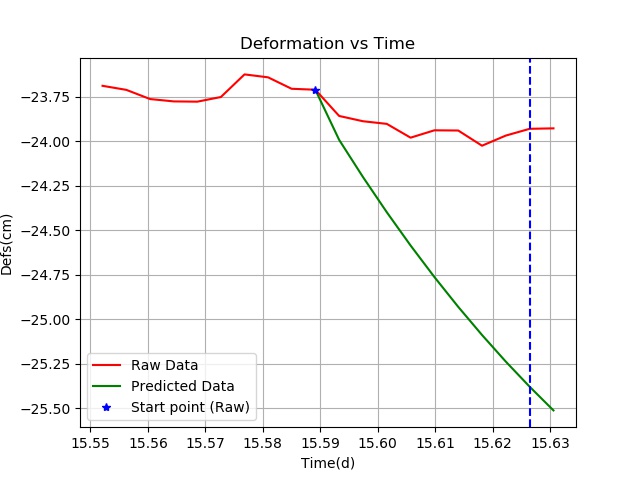 Deformation vs Time
Defs(cm)
−23.75
−24.00
−24.25
−24.50
−24.75
−25.00
−25.25
−25.50
Raw Data
Predicted Data
Start point (Raw)
15.55 15.56 15.57 15.58 15.59 15.60 15.61 15.62 15.63
Time(d)